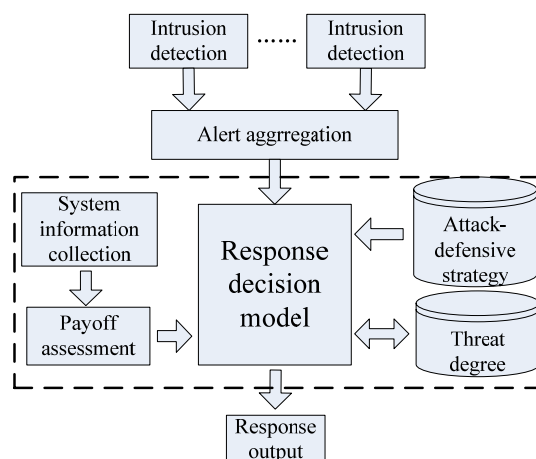 Intrusion
detection
......
Intrusion
detection
Alert aggrregation
System
information
collection
Response
decision
model
Attack-
defensive
strategy
Payoff
assessment
Threat
degree
Response
output